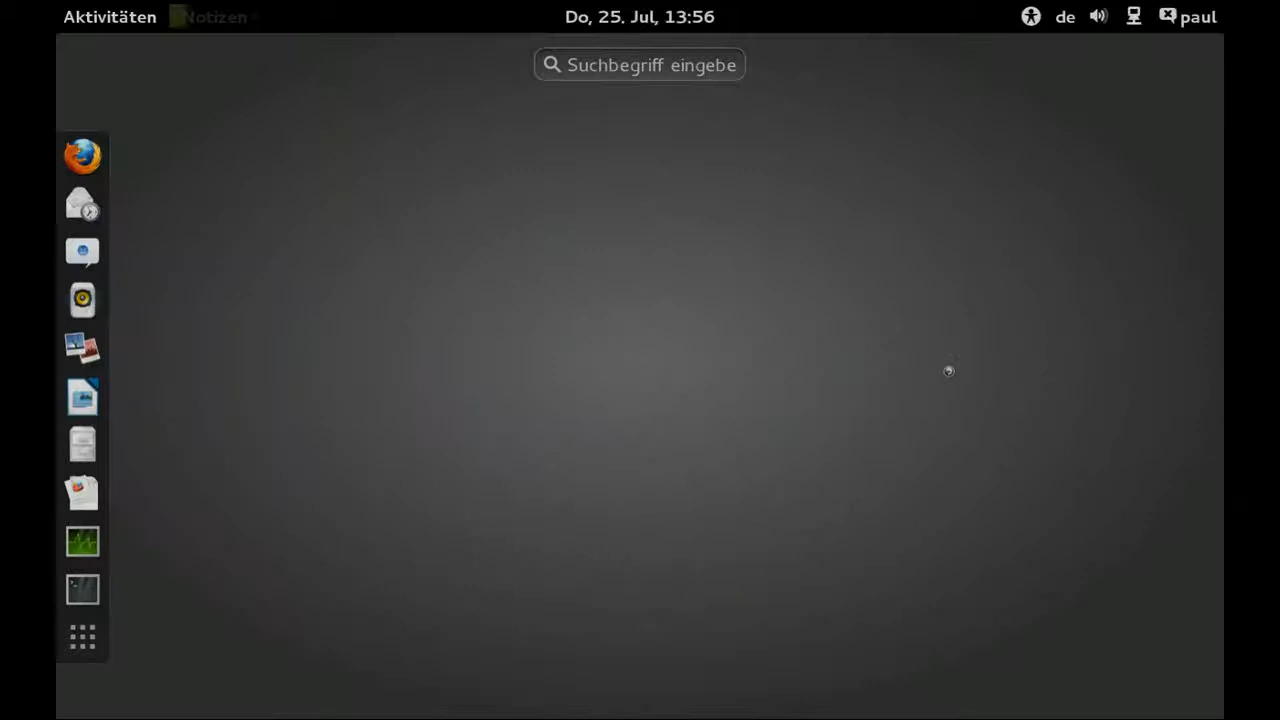 Aktivitäten Notizen Do, 25. Jul, 13:56 de paul
Suchbegriff eingebe